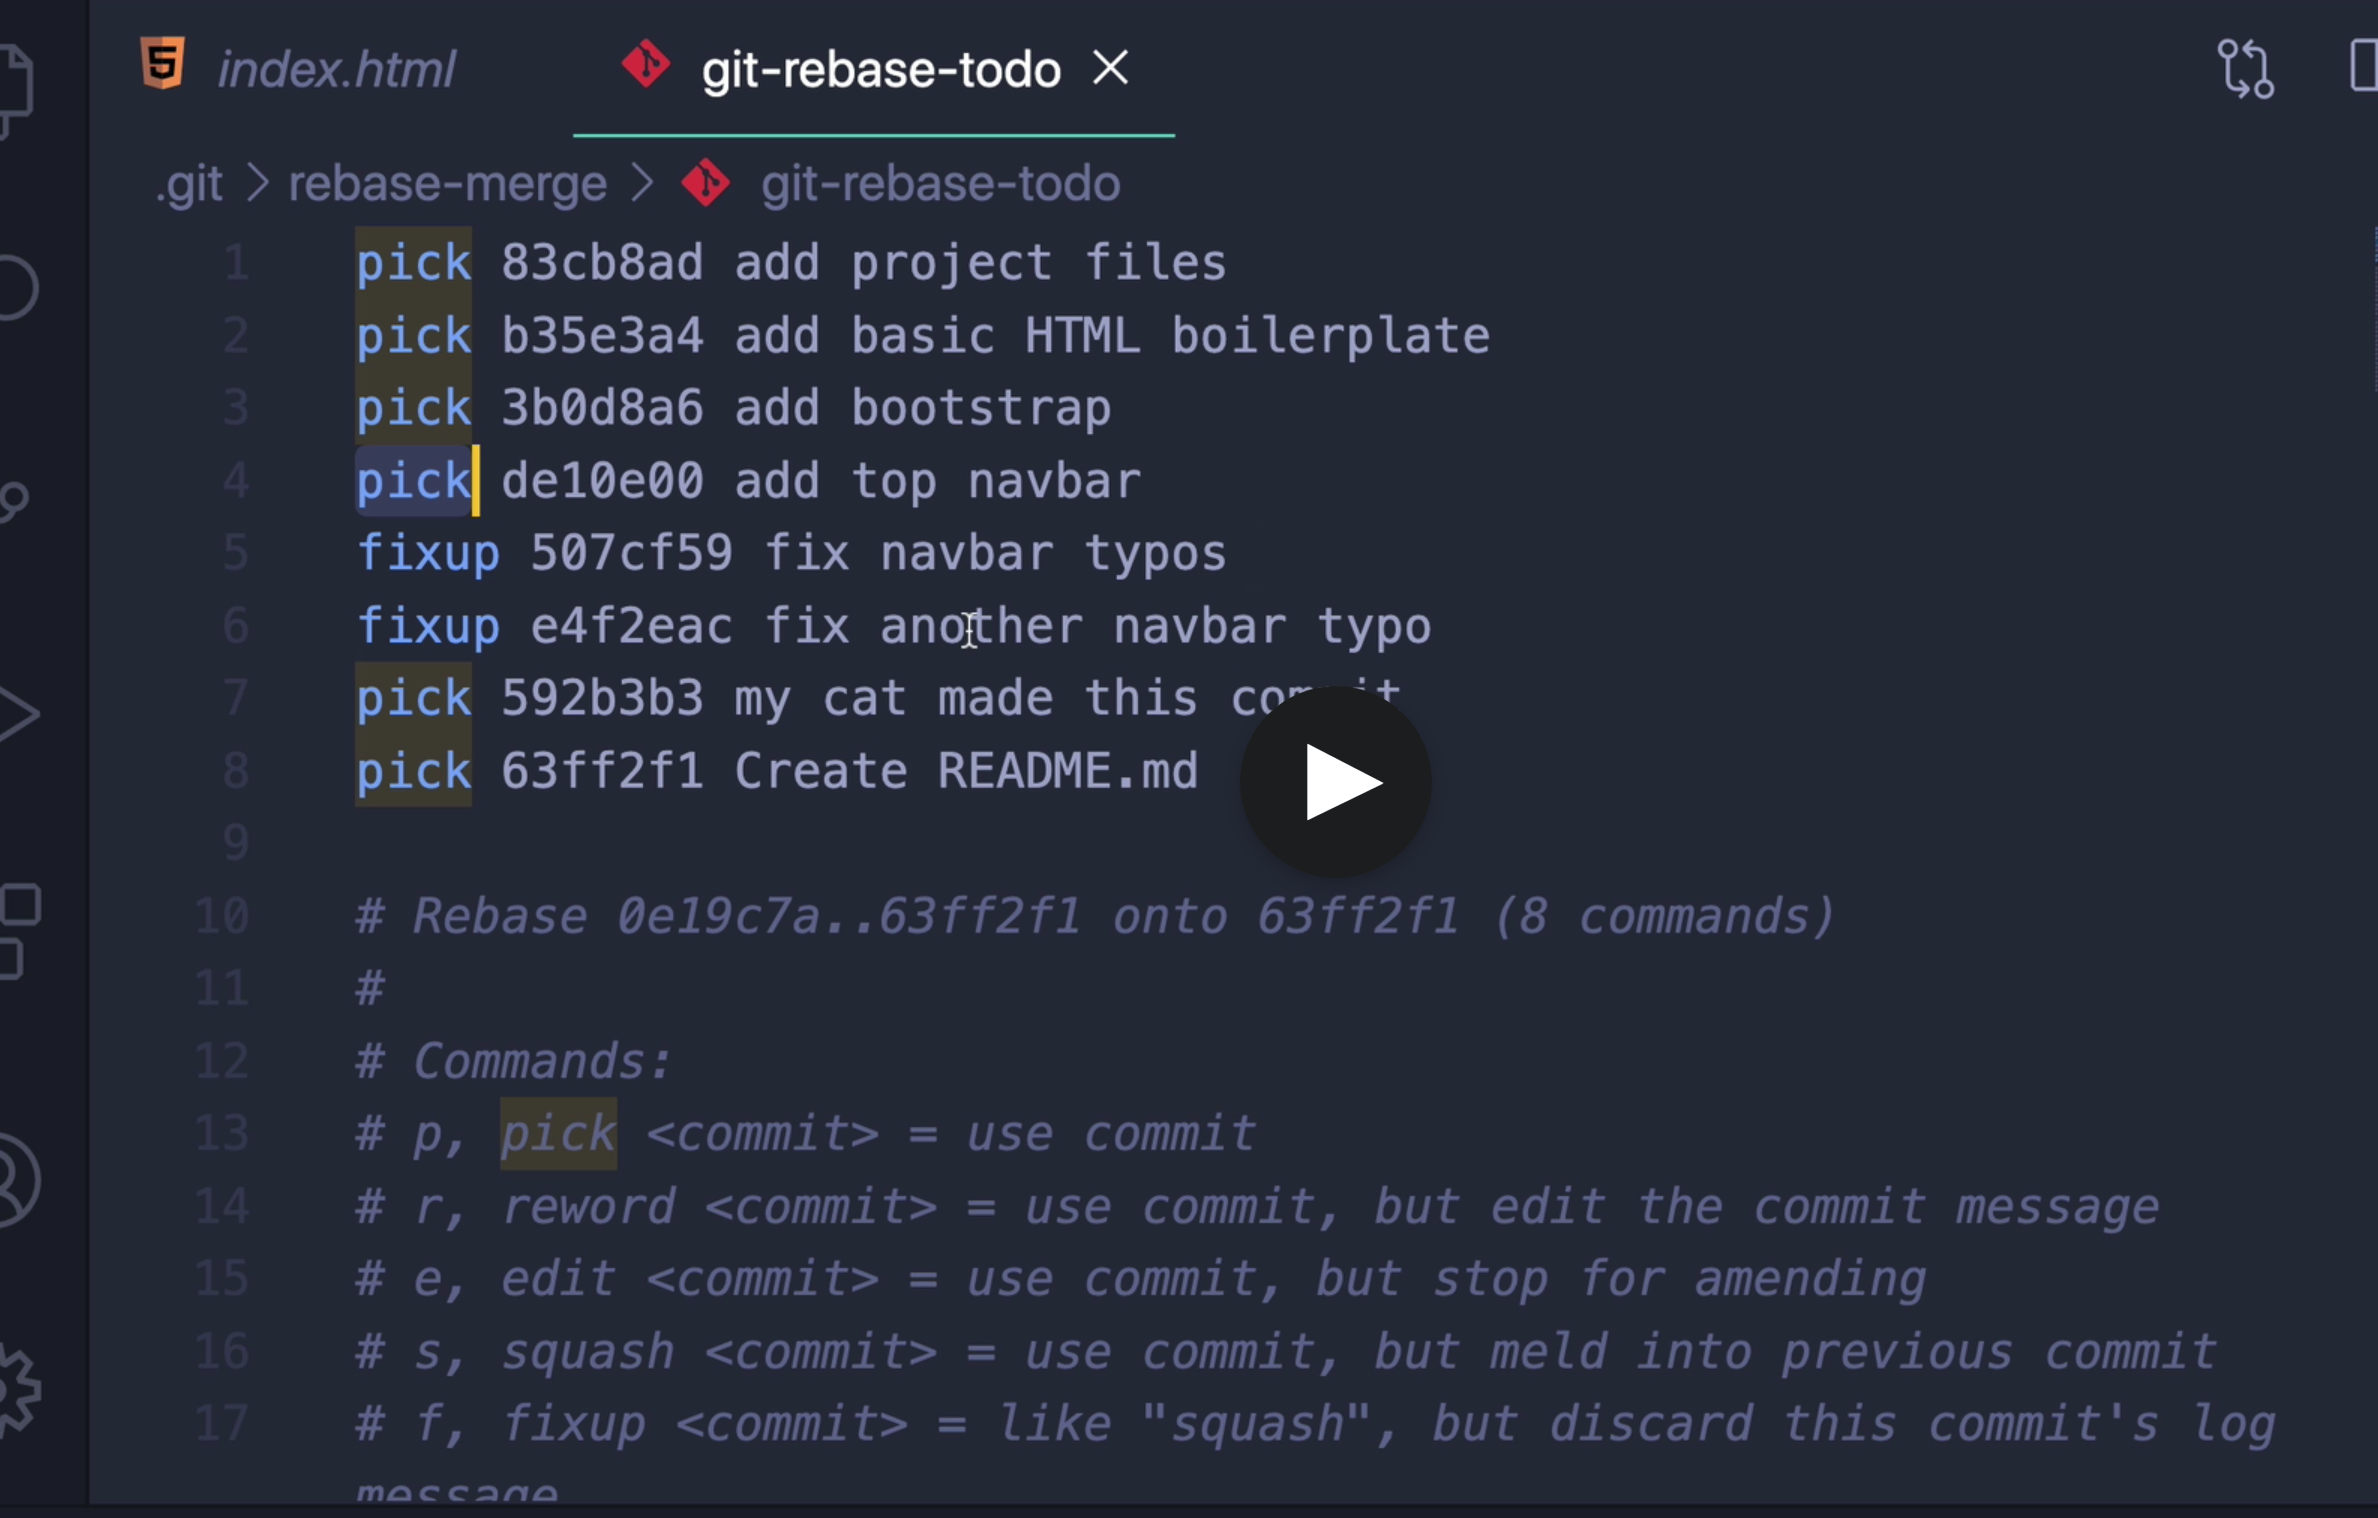 index.html git-rebase-todo
.git > rebase-merge > git-rebase-todo
1 pick 83cb8ad add project files
2 pick b35e3a4 add basic HTML boilerplate
3 pick 3b0d8a6 add bootstrap
4 pick de10e00 add top navbar
5 fixup 507cf59 fix navbar typos
6 fixup e4f2eac fix another navbar typo
7 pick 592b3b3 my cat made this commit
8 pick 63ff2f1 Create README.md
9
10 # Rebase 0e19c7a..63ff2f1 onto 63ff2f1 (8 commands)
11 #
12 # Commands:
13 # p, pick <commit> = use commit
14 # r, reword <commit> = use commit, but edit the commit message
15 # e, edit <commit> = use commit, but stop for amending
16 # s, squash <commit> = use commit, but meld into previous commit
17 # f, fixup <commit> = like "squash", but discard this commit's log
message